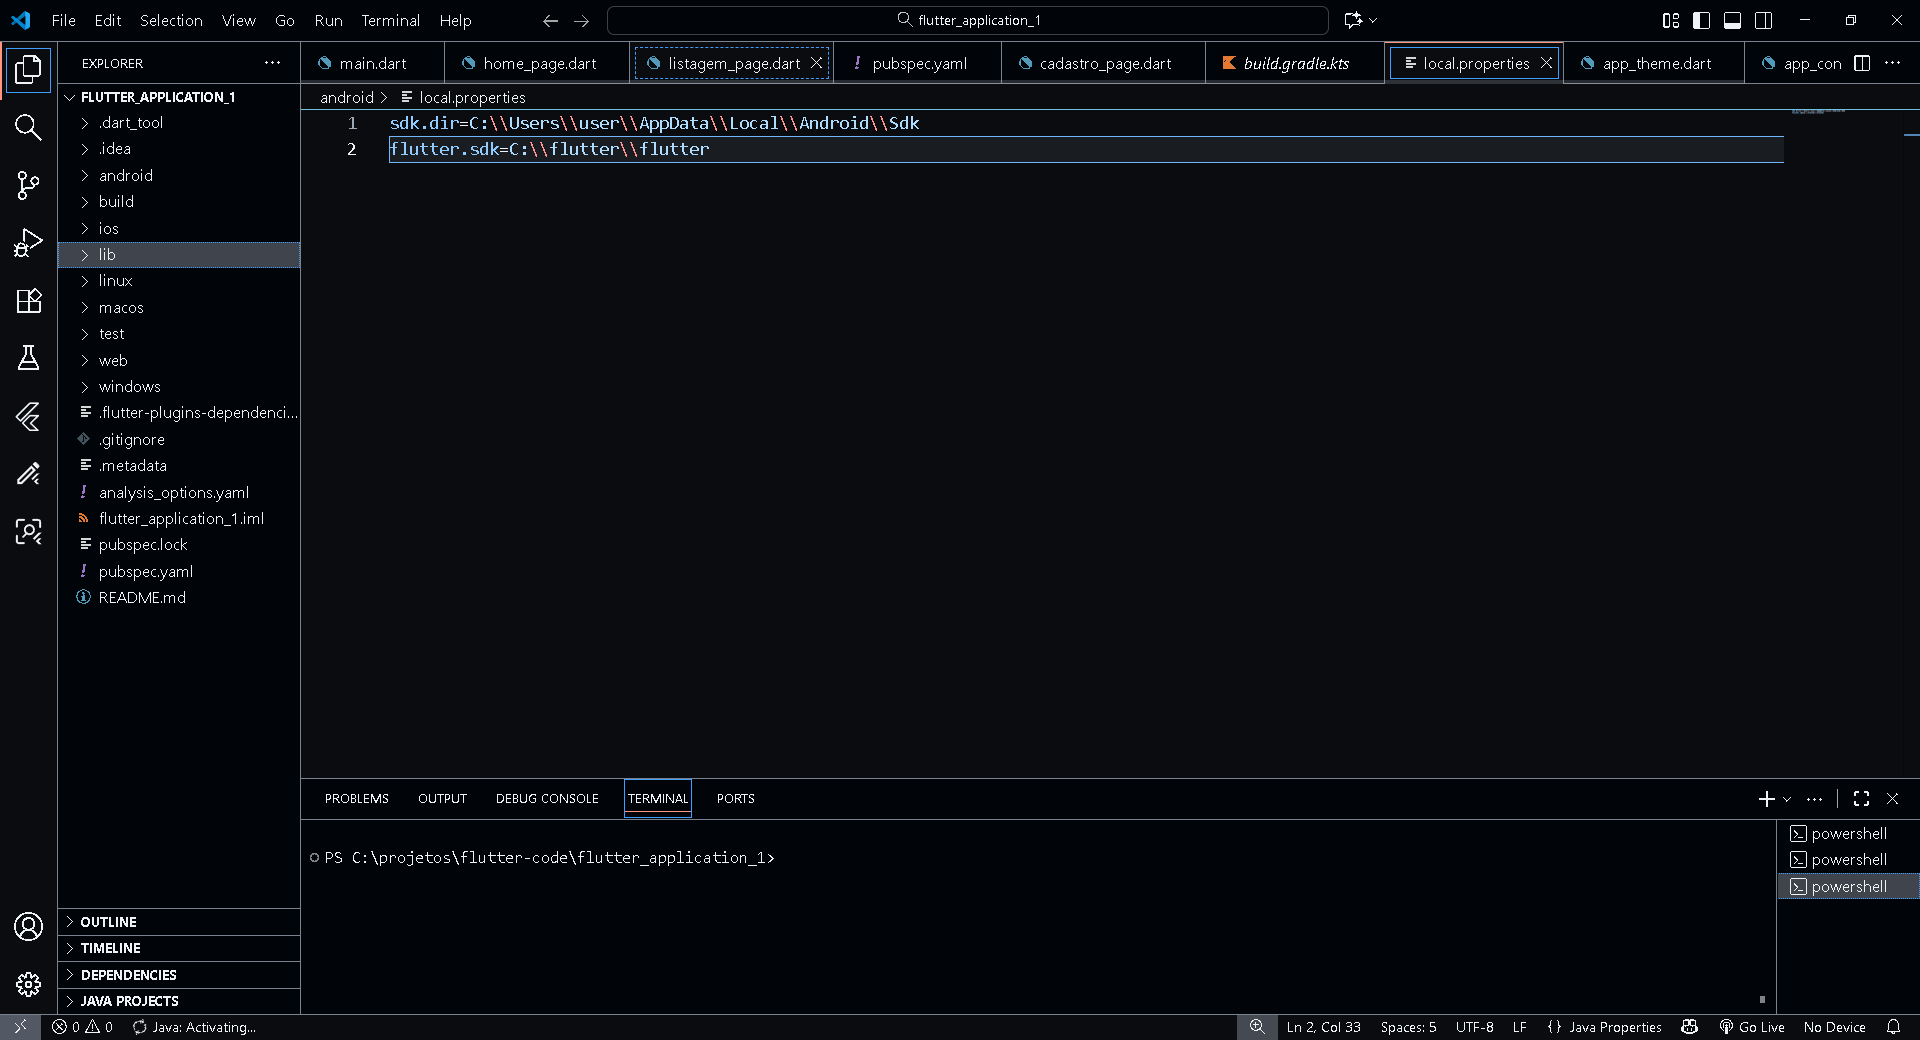 File Edit Selection View Go Run Terminal Help
flutter_application_1
EXPLORER
main.dart home_page.dart listagem_page.dart pubspec.yaml cadastro_page.dart build.gradle.kts local.properties app_theme.dart app_con
FLUTTER_APPLICATION_1
.dart_tool
.idea
android
build
ios
lib
linux
macos
test
web
windows
.flutter-plugins-dependenci...
.gitignore
.metadata
analysis_options.yaml
flutter_application_1.iml
pubspec.lock
pubspec.yaml
README.md
OUTLINE
TIMELINE
DEPENDENCIES
JAVA PROJECTS
android > local.properties
1 sdk.dir=C:\\Users\\user\\AppData\\Local\\Android\\Sdk
2 flutter.sdk=C:\\flutter\\flutter
PROBLEMS OUTPUT DEBUG CONSOLE TERMINAL PORTS
PS C:\projetos\flutter-code\flutter_application_1>
powershell
powershell
powershell
0 0 Java: Activating...
Ln 2, Col 33 Spaces: 5 UTF-8 LF {} Java Properties Go Live No Device